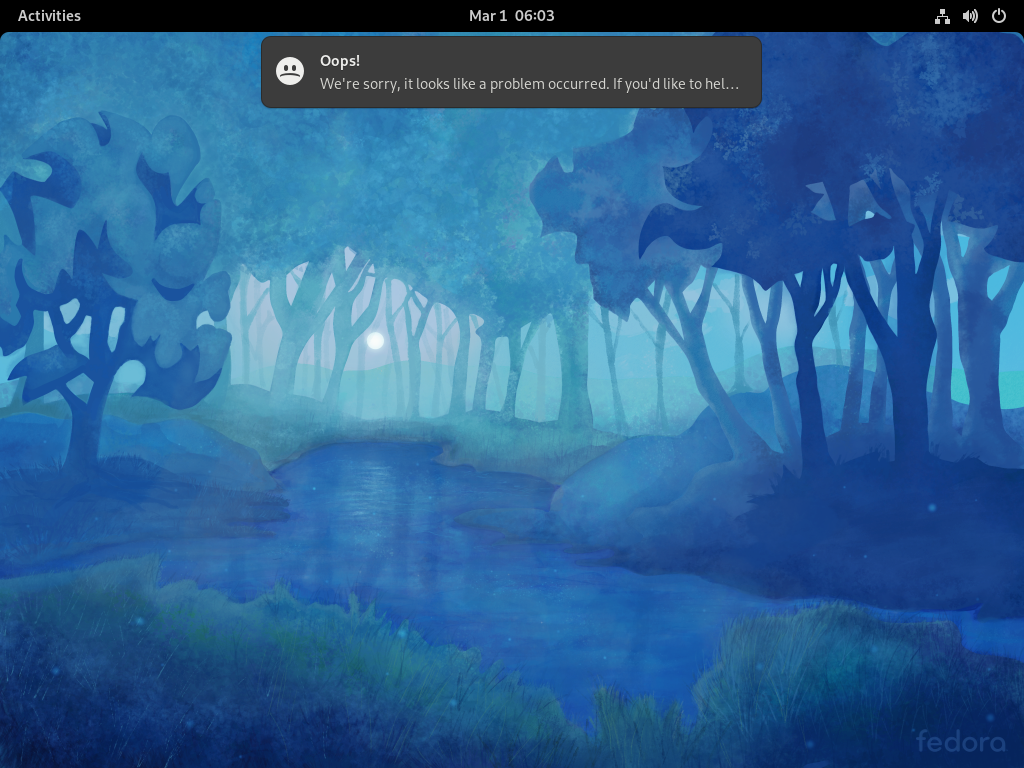 Activities
Mar 1 06:03
Oops!
We're sorry, it looks like a problem occurred. If you'd like to hel…
fedora